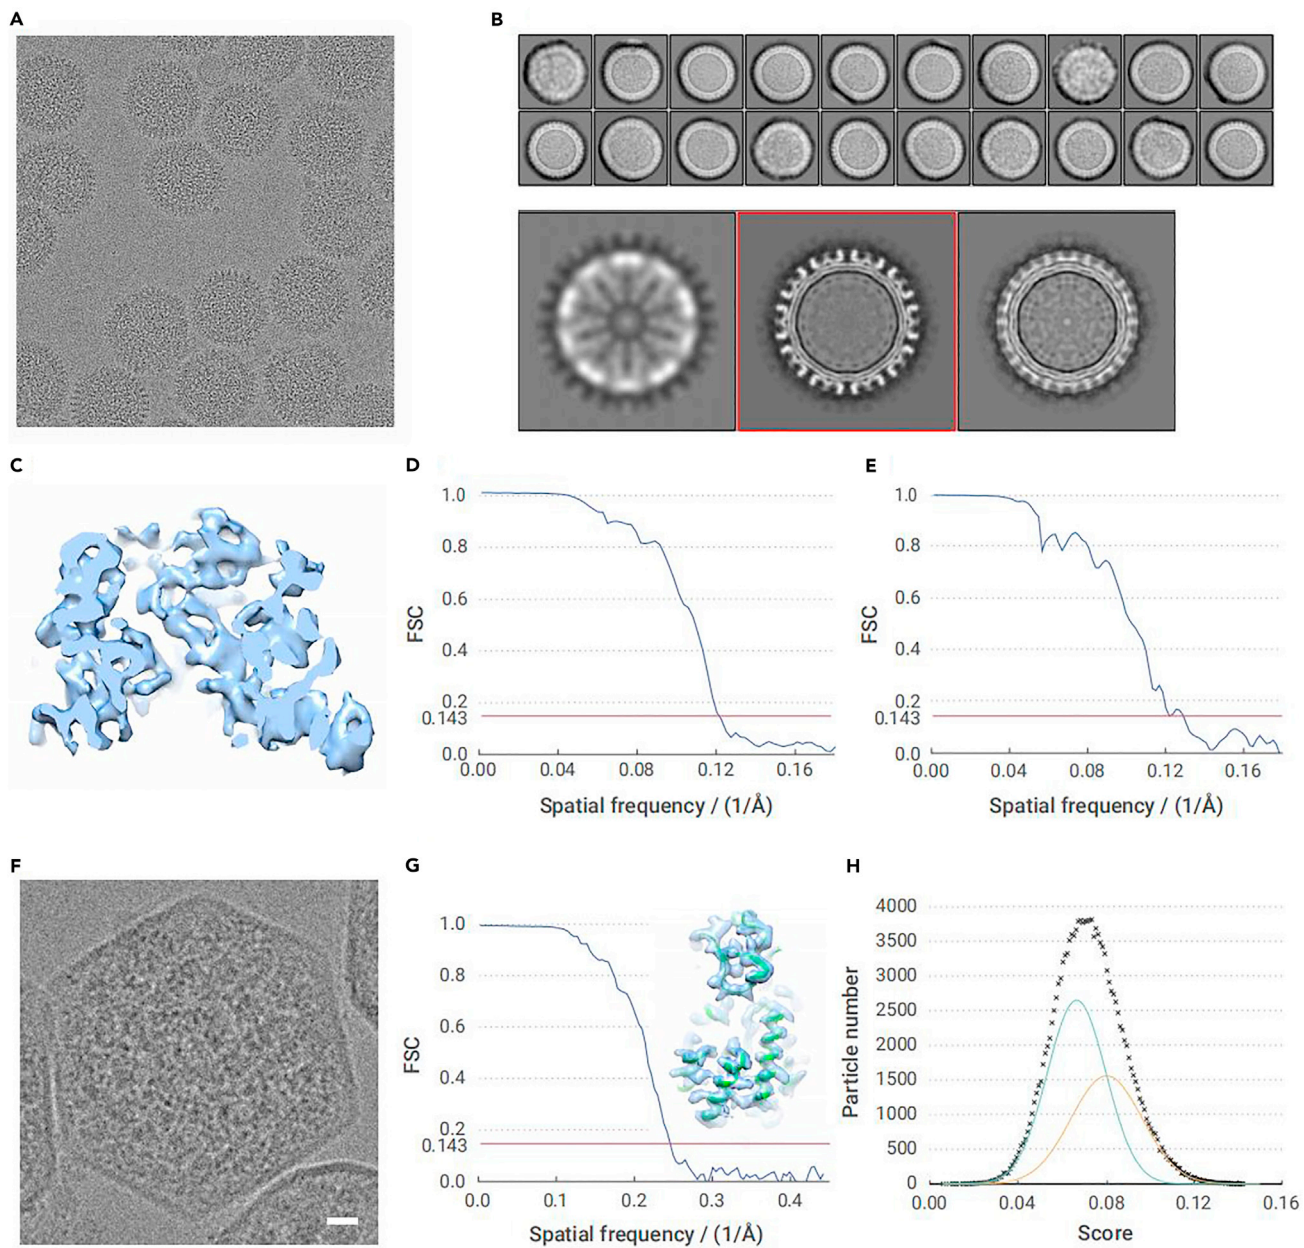 A
B
C
D
1.0
0.8
0.6
0.4
0.2
0.143
0.0
FSC
0.00 0.04 0.08 0.12 0.16
Spatial frequency / (1/Å)
E
1.0
0.8
0.6
0.4
0.2
0.143
0.0
FSC
0.00 0.04 0.08 0.12 0.16
Spatial frequency / (1/Å)
F
G
1.0
0.8
0.6
0.4
0.2
0.143
0.0
FSC
0.0 0.1 0.2 0.3 0.4
Spatial frequency / (1/Å)
H
4000
3500
3000
2500
2000
1500
1000
500
0
Particle number
0.00 0.04 0.08 0.12 0.16
Score